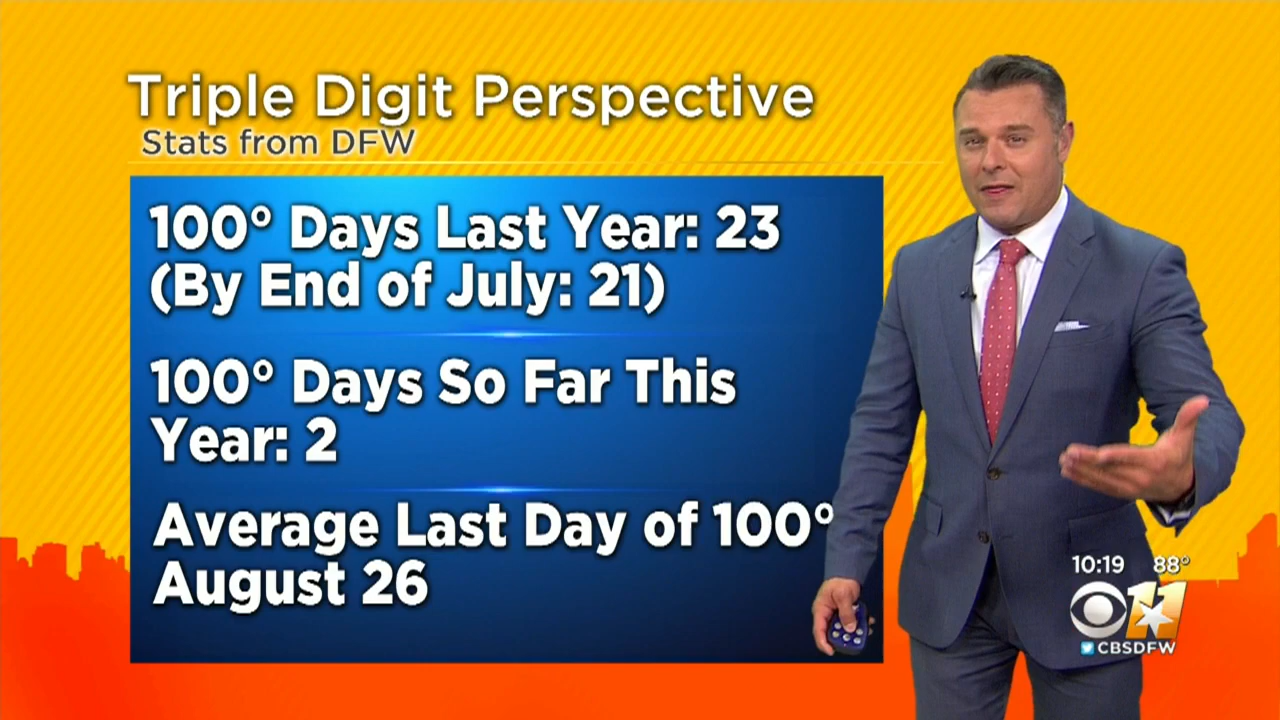 Triple Digit Perspective
Stats from DFW
100° Days Last Year: 23
(By End of July: 21)
100° Days So Far This
Year: 2
Average Last Day of 100°
August 26
10:19 88°
11
CBSDFW